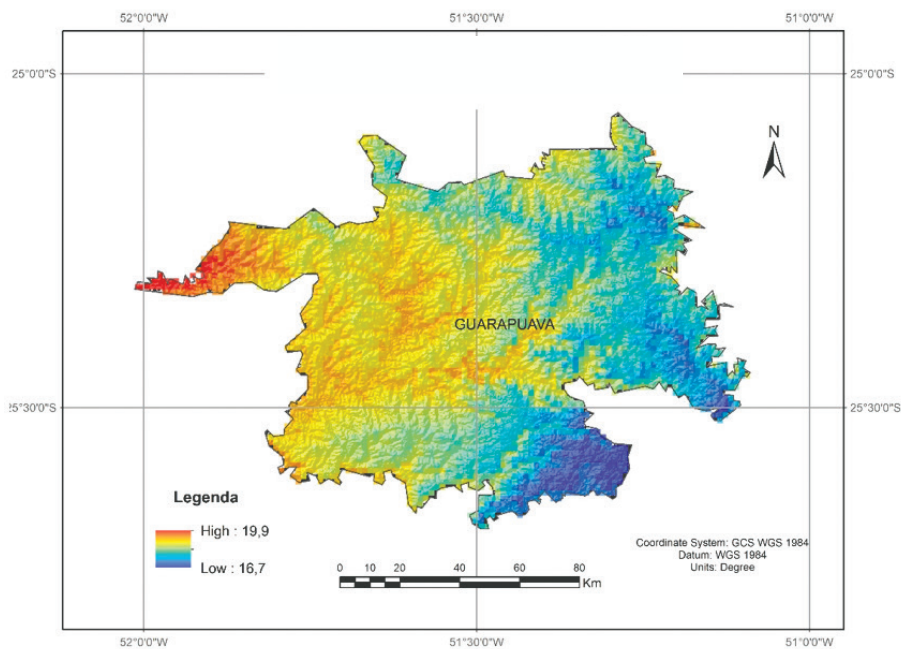 52°0'0"W
51°30'0"W
51°0'0"W
25°0'0"S
25°0'0"S
N
GUARAPUAVA
5°30'0"S
25°30'0"S
Legenda
High : 19,9
Low : 16,7
0 10 20 40 60 80
Km
Coordinate System: GCS WGS 1984
Datum: WGS 1984
Units: Degree
52°0'0"W
51°30'0"W
51°0'0"W